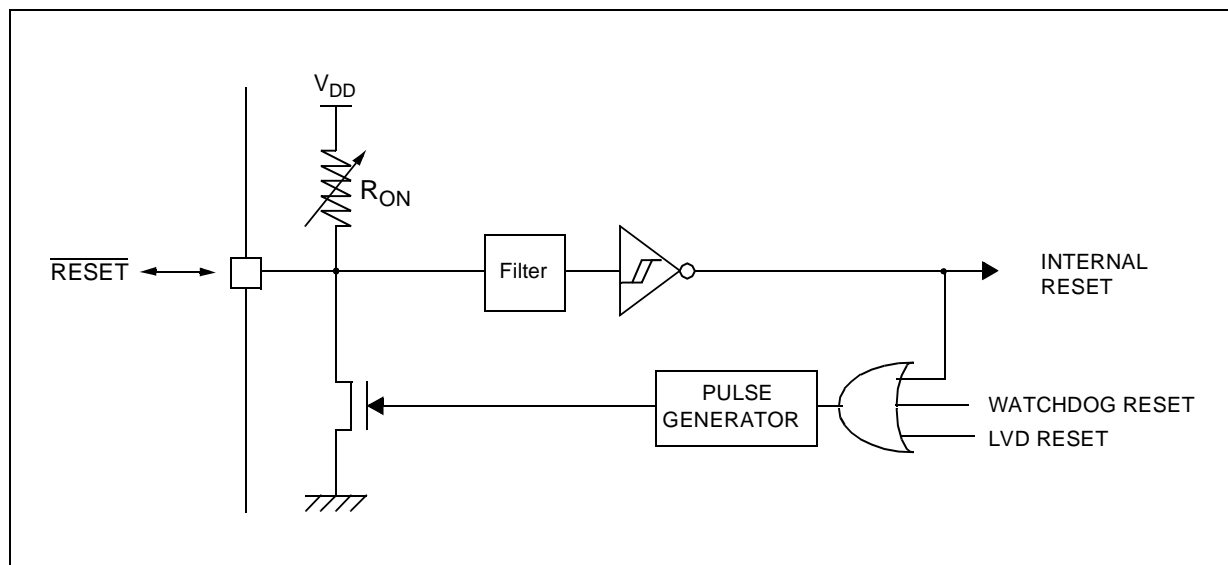 VDD
RON
RESET
Filter
INTERNAL
RESET
PULSE
GENERATOR
WATCHDOG RESET
LVD RESET